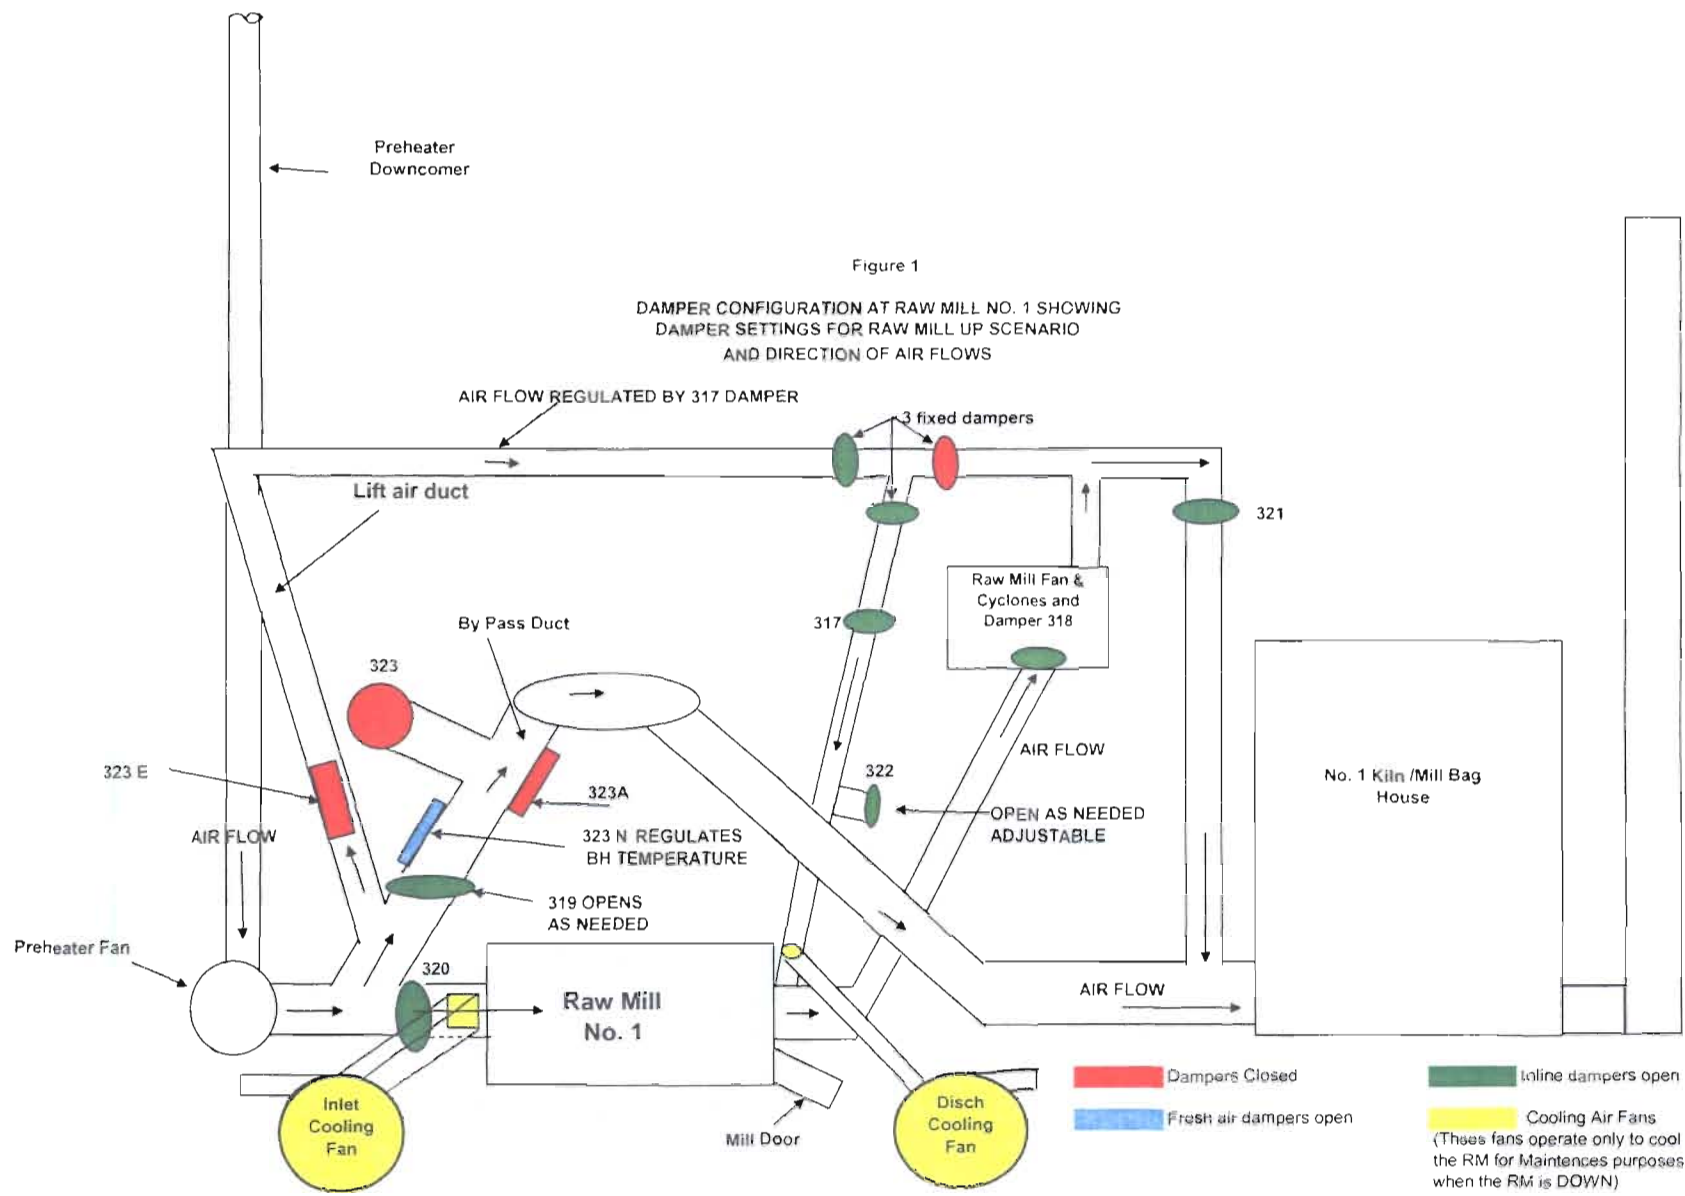 Preheater
Downcomer
Figure 1
DAMPER CONFIGURATION AT RAW MILL NO. 1 SHOWING
DAMPER SETTINGS FOR RAW MILL UP SCENARIO
AND DIRECTION OF AIR FLOWS
AIR FLOW REGULATED BY 317 DAMPER
3 fixed dampers
Lift air duct
321
Raw Mill Fan &
Cyclones and
Damper 318
317
By Pass Duct
323
AIR FLOW
323 E
322
No. 1 Kiln /Mill Bag
House
323A
OPEN AS NEEDED
ADJUSTABLE
AIR FLOW
323 N REGULATES
BH TEMPERATURE
319 OPENS
AS NEEDED
Preheater Fan
320
AIR FLOW
Raw Mill
No. 1
Inlet
Cooling
Fan
Disch
Cooling
Fan
Mill Door
Dampers Closed
Inline dampers open
Fresh air dampers open
Cooling Air Fans
(Thses fans operate only to cool
the RM for Maintences purposes
when the RM is DOWN)